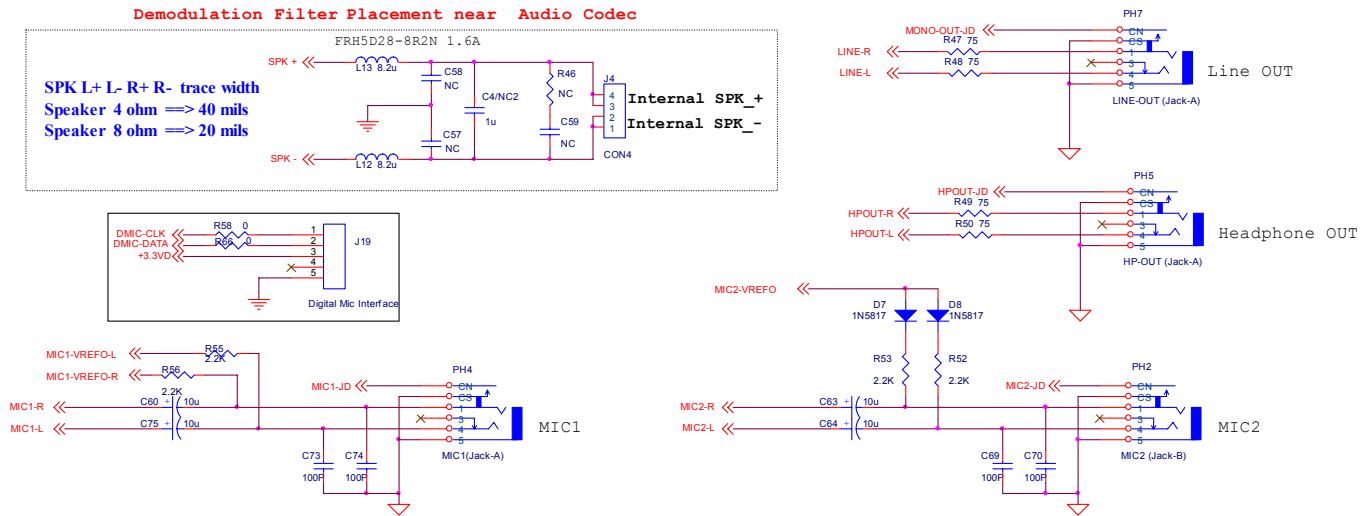 Demodulation Filter Placement near Audio Codec
FRH5D28-8R2N 1.6A
SPK +
L13 8.2u
C58
NC
C4/NC2
1u
R46
NC
C57
NC
C59
NC
SPK -
L12 8.2u
J4
4
3
2
1
CON4
Internal SPK_+
Internal SPK_-
SPK L+ L- R+ R- trace width
Speaker 4 ohm ==> 40 mils
Speaker 8 ohm ==> 20 mils
PH7
MONO-OUT-JD
LINE-R
R47 75
LINE-L
R48 75
CN
CS
1
3
4
5
LINE-OUT (Jack-A)
Line OUT
DMIC-CLK
R58 0
DMIC-DATA
R66 0
+3.3VD
1
2
3
4
5
J19
Digital Mic Interface
PH5
HPOUT-JD
HPOUT-R
R49 75
HPOUT-L
R50 75
CN
CS
1
3
4
5
HP-OUT (Jack-A)
Headphone OUT
MIC1-VREFO-L
R55
2.2K
MIC1-VREFO-R
R56
2.2K
MIC1-JD
MIC1-R
C60 + 10u
MIC1-L
C75 + 10u
C73
100P
C74
100P
PH4
CN
CS
1
3
4
5
MIC1(Jack-A)
MIC1
MIC2-VREFO
D7
1N5817
D8
1N5817
R53
2.2K
R52
2.2K
MIC2-JD
MIC2-R
C63 + 10u
MIC2-L
C64 + 10u
C69
100P
C70
100P
PH2
CN
CS
1
3
4
5
MIC2 (Jack-B)
MIC2